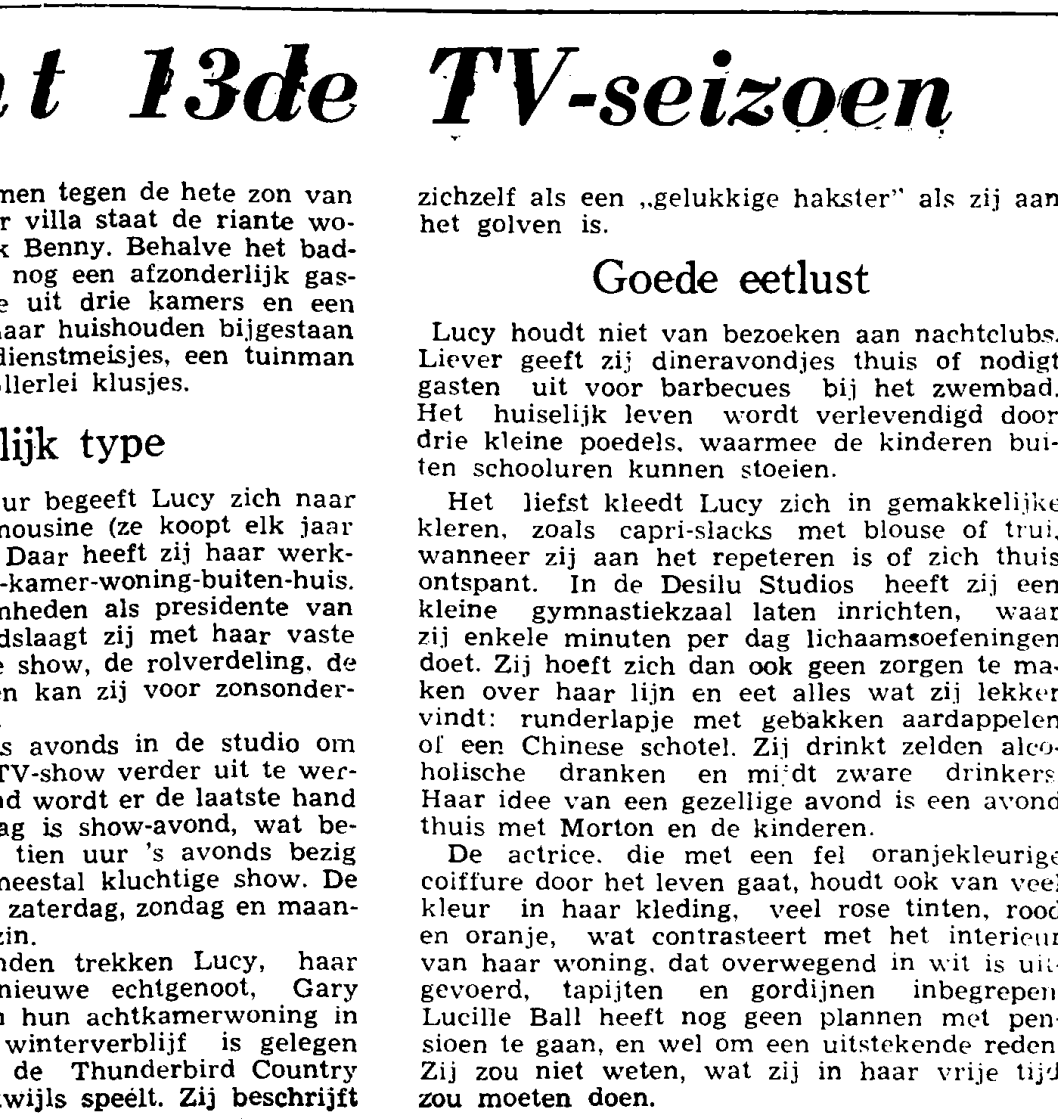 t 13de TV-seizoen
men tegen de hete zon van
r villa staat de riante wo-
k Benny. Behalve het bad-
nog een afzonderlijk gas-
e uit drie kamers en een
aar huishouden bijgestaan
dienstmeisjes, een tuinman
llerlei klusjes.
lijk type
ur begeeft Lucy zich naar
mousine (ze koopt elk jaar
Daar heeft zij haar werk-
-kamer-woning-buiten-huis.
nheden als presidente van
dslaagt zij met haar vaste
e show, de rolverdeling, de
en kan zij voor zonsonder-
s avonds in de studio om
TV-show verder uit te wer-
nd wordt er de laatste hand
ag is show-avond, wat be-
tien uur 's avonds bezig
meestal kluchtige show. De
zaterdag, zondag en maan-
zin.
nden trekken Lucy, haar
nieuwe echtgenoot, Gary
n hun achtkamerwoning in
winterverblijf is gelegen
de Thunderbird Country
kwijls speélt. Zij beschrijft
zichzelf als een „gelukkige hakster" als zij aan
het golven is.
Goede eetlust
Lucy houdt niet van bezoeken aan nachtclubs.
Liever geeft zij dineravondjes thuis of nodigt
gasten uit voor barbecues bij het zwembad.
Het huiselijk leven wordt verlevendigd door
drie kleine poedels, waarmee de kinderen bui-
ten schooluren kunnen stoeien.
Het liefst kleedt Lucy zich in gemakkelijke
kleren, zoals capri-slacks met blouse of trui,
wanneer zij aan het repeteren is of zich thuis
ontspant. In de Desilu Studios heeft zij een
kleine gymnastiekzaal laten inrichten, waar
zij enkele minuten per dag lichaamsoefeningen
doet. Zij hoeft zich dan ook geen zorgen te ma-
ken over haar lijn en eet alles wat zij lekker
vindt: runderlapje met gebakken aardappelen
of een Chinese schotel. Zij drinkt zelden alco-
holische dranken en mijdt zware drinkers
Haar idee van een gezellige avond is een avond
thuis met Morton en de kinderen.
De actrice. die met een fel oranjekleurige
coiffure door het leven gaat, houdt ook van veel
kleur in haar kleding, veel rose tinten, rood
en oranje, wat contrasteert met het interieur
van haar woning, dat overwegend in wit is uit-
gevoerd, tapijten en gordijnen inbegrepen
Lucille Ball heeft nog geen plannen met pen-
sioen te gaan, en wel om een uitstekende reden
Zij zou niet weten, wat zij in haar vrije tijd
zou moeten doen.